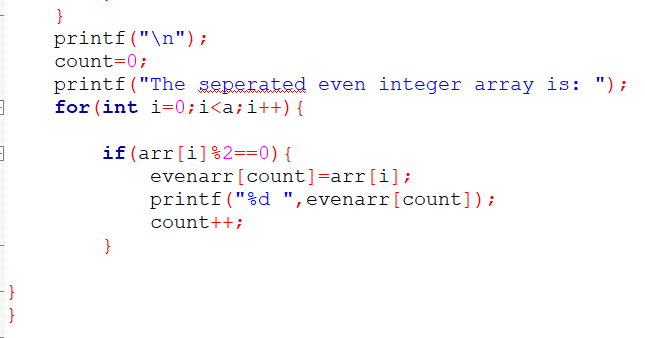 }
printf("\n");
count=0;
printf("The seperated even integer array is: ");
for(int i=0;i<a;i++){
if(arr[i]%2==0){
evenarr[count]=arr[i];
printf("%d ",evenarr[count]);
count++;
}
}
}